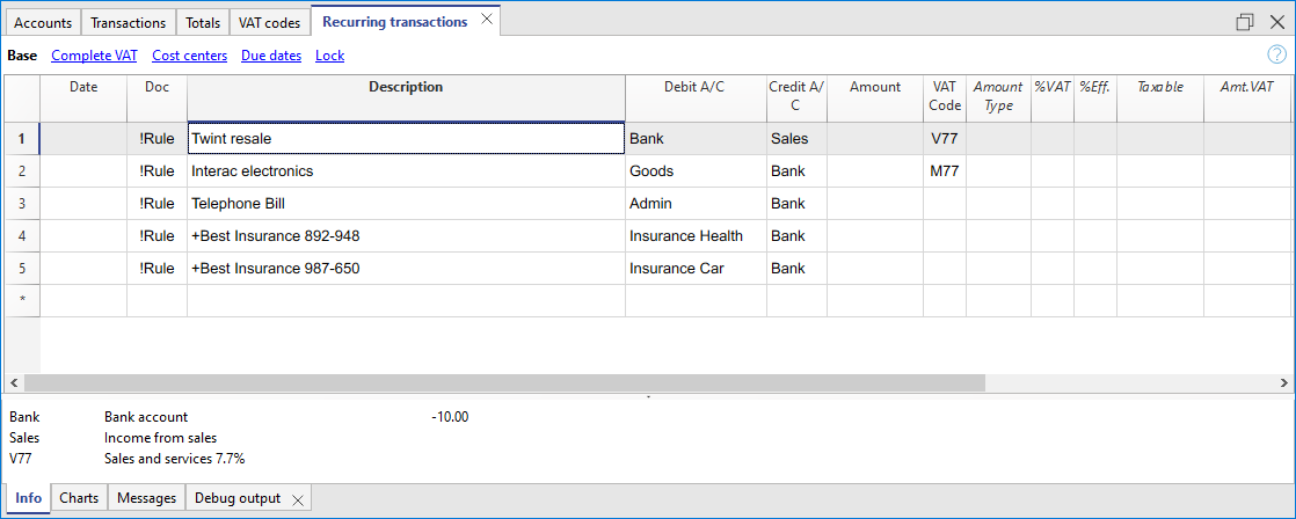 Accounts Transactions Totals VAT codes Recurring transactions
Base Complete VAT Cost centers Due dates Lock ?
Date Doc Description Debit A/C Credit A/C Amount VAT Code Amount Type %VAT %Eff. Taxable Amt.VAT
1 !Rule Twint resale Bank Sales V77
2 !Rule Interac electronics Goods Bank M77
3 !Rule Telephone Bill Admin Bank
4 !Rule +Best Insurance 892-948 Insurance Health Bank
5 !Rule +Best Insurance 987-650 Insurance Car Bank
*
Bank Bank account -10.00
Sales Income from sales
V77 Sales and services 7.7%
Info Charts Messages Debug output